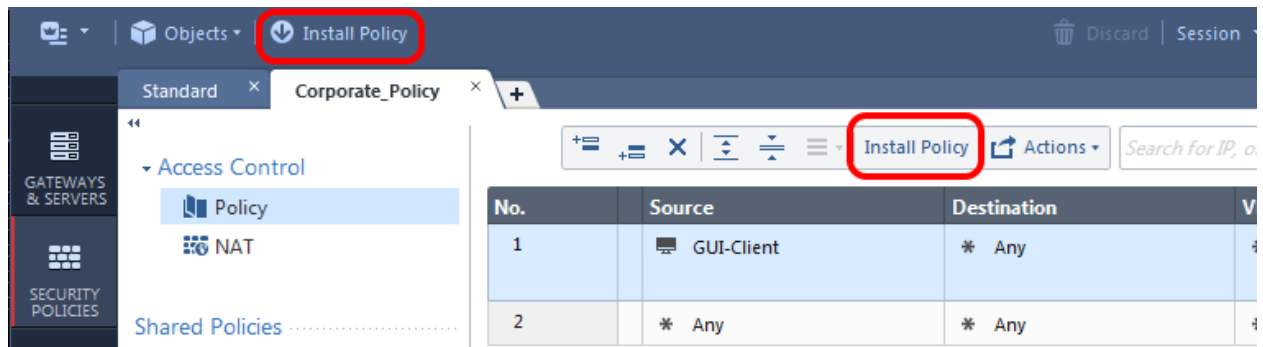 Objects
Install Policy
Discard
Session
Standard
Corporate_Policy
Access Control
Policy
NAT
Shared Policies
GATEWAYS
& SERVERS
SECURITY
POLICIES
Install Policy
Actions
Search for IP, o
No. Source Destination V
1 GUI-Client * Any
2 * Any * Any